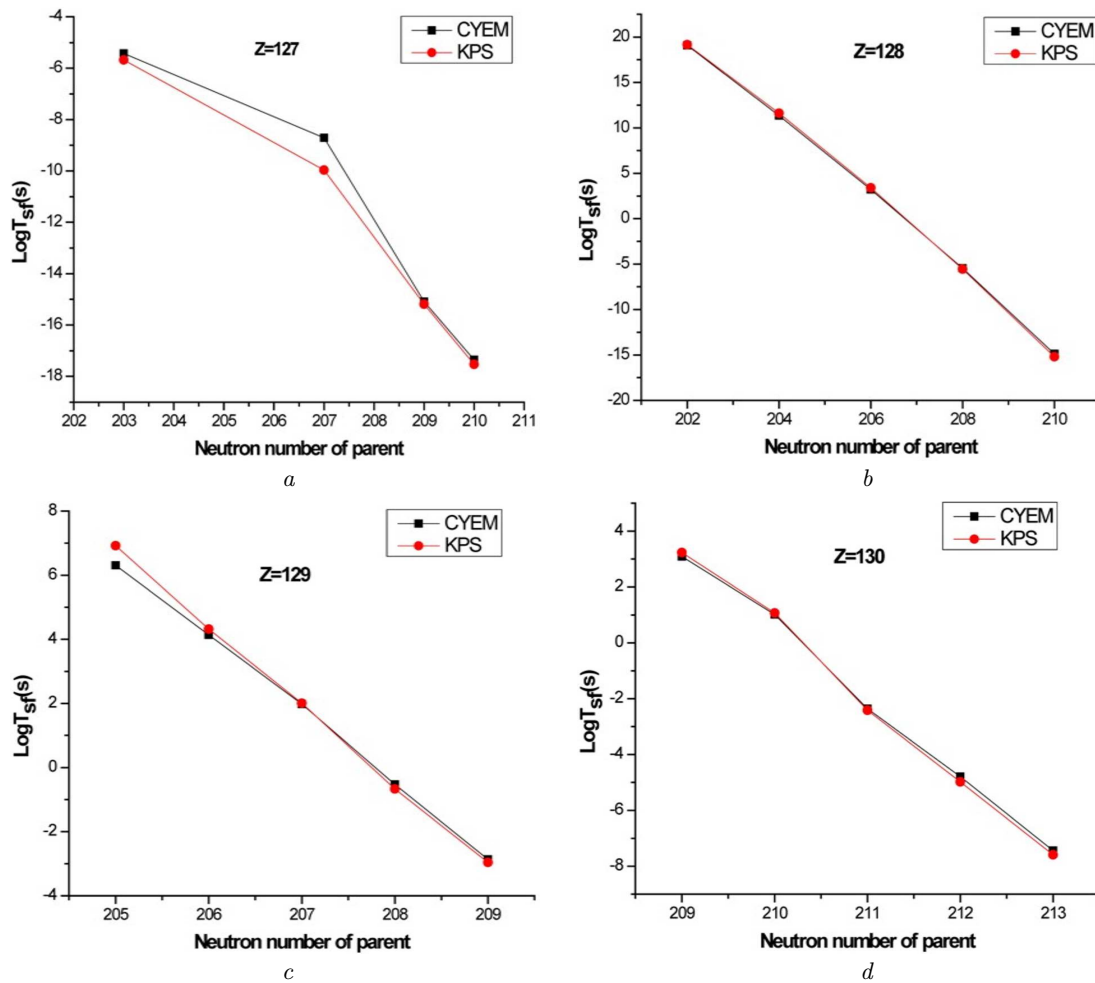 CYEM
KPS
Z=127
LogTsf(s)
-4
-6
-8
-10
-12
-14
-16
-18
202 203 204 205 206 207 208 209 210 211
Neutron number of parent
a
CYEM
KPS
Z=128
LogTsf(s)
20
15
10
5
0
-5
-10
-15
-20
202 204 206 208 210
Neutron number of parent
b
CYEM
KPS
Z=129
LogTsf(s)
8
6
4
2
0
-2
-4
205 206 207 208 209
Neutron number of parent
c
CYEM
KPS
Z=130
LogTsf(s)
4
2
0
-2
-4
-6
-8
209 210 211 212 213
Neutron number of parent
d